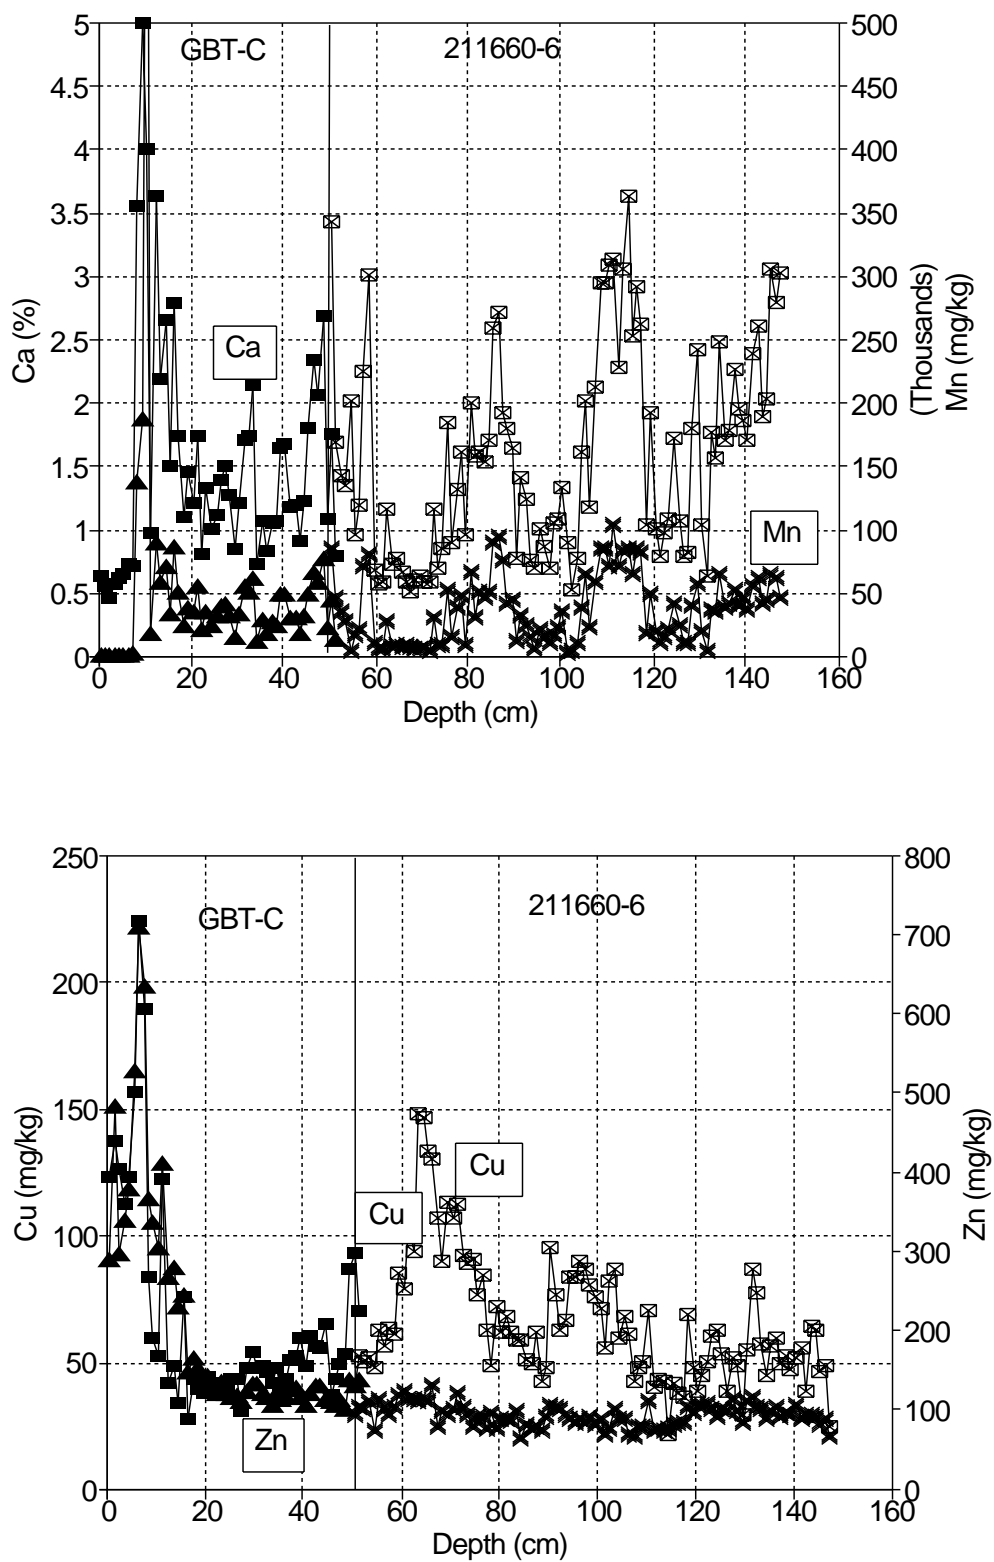 GBT-C 211660-6
5 500
4.5 450
4 400
3.5 350
3 300
2.5 250
2 200
1.5 150
1 100
0.5 50
0 0
Ca (%)
Ca
Mn
(Thousands)
Mn (mg/kg)
0 20 40 60 80 100 120 140 160
Depth (cm)
GBT-C 211660-6
250
200
150
100
50
0
Cu (mg/kg)
Cu
Cu
Zn
800
700
600
500
400
300
200
100
0
Zn (mg/kg)
0 20 40 60 80 100 120 140 160
Depth (cm)